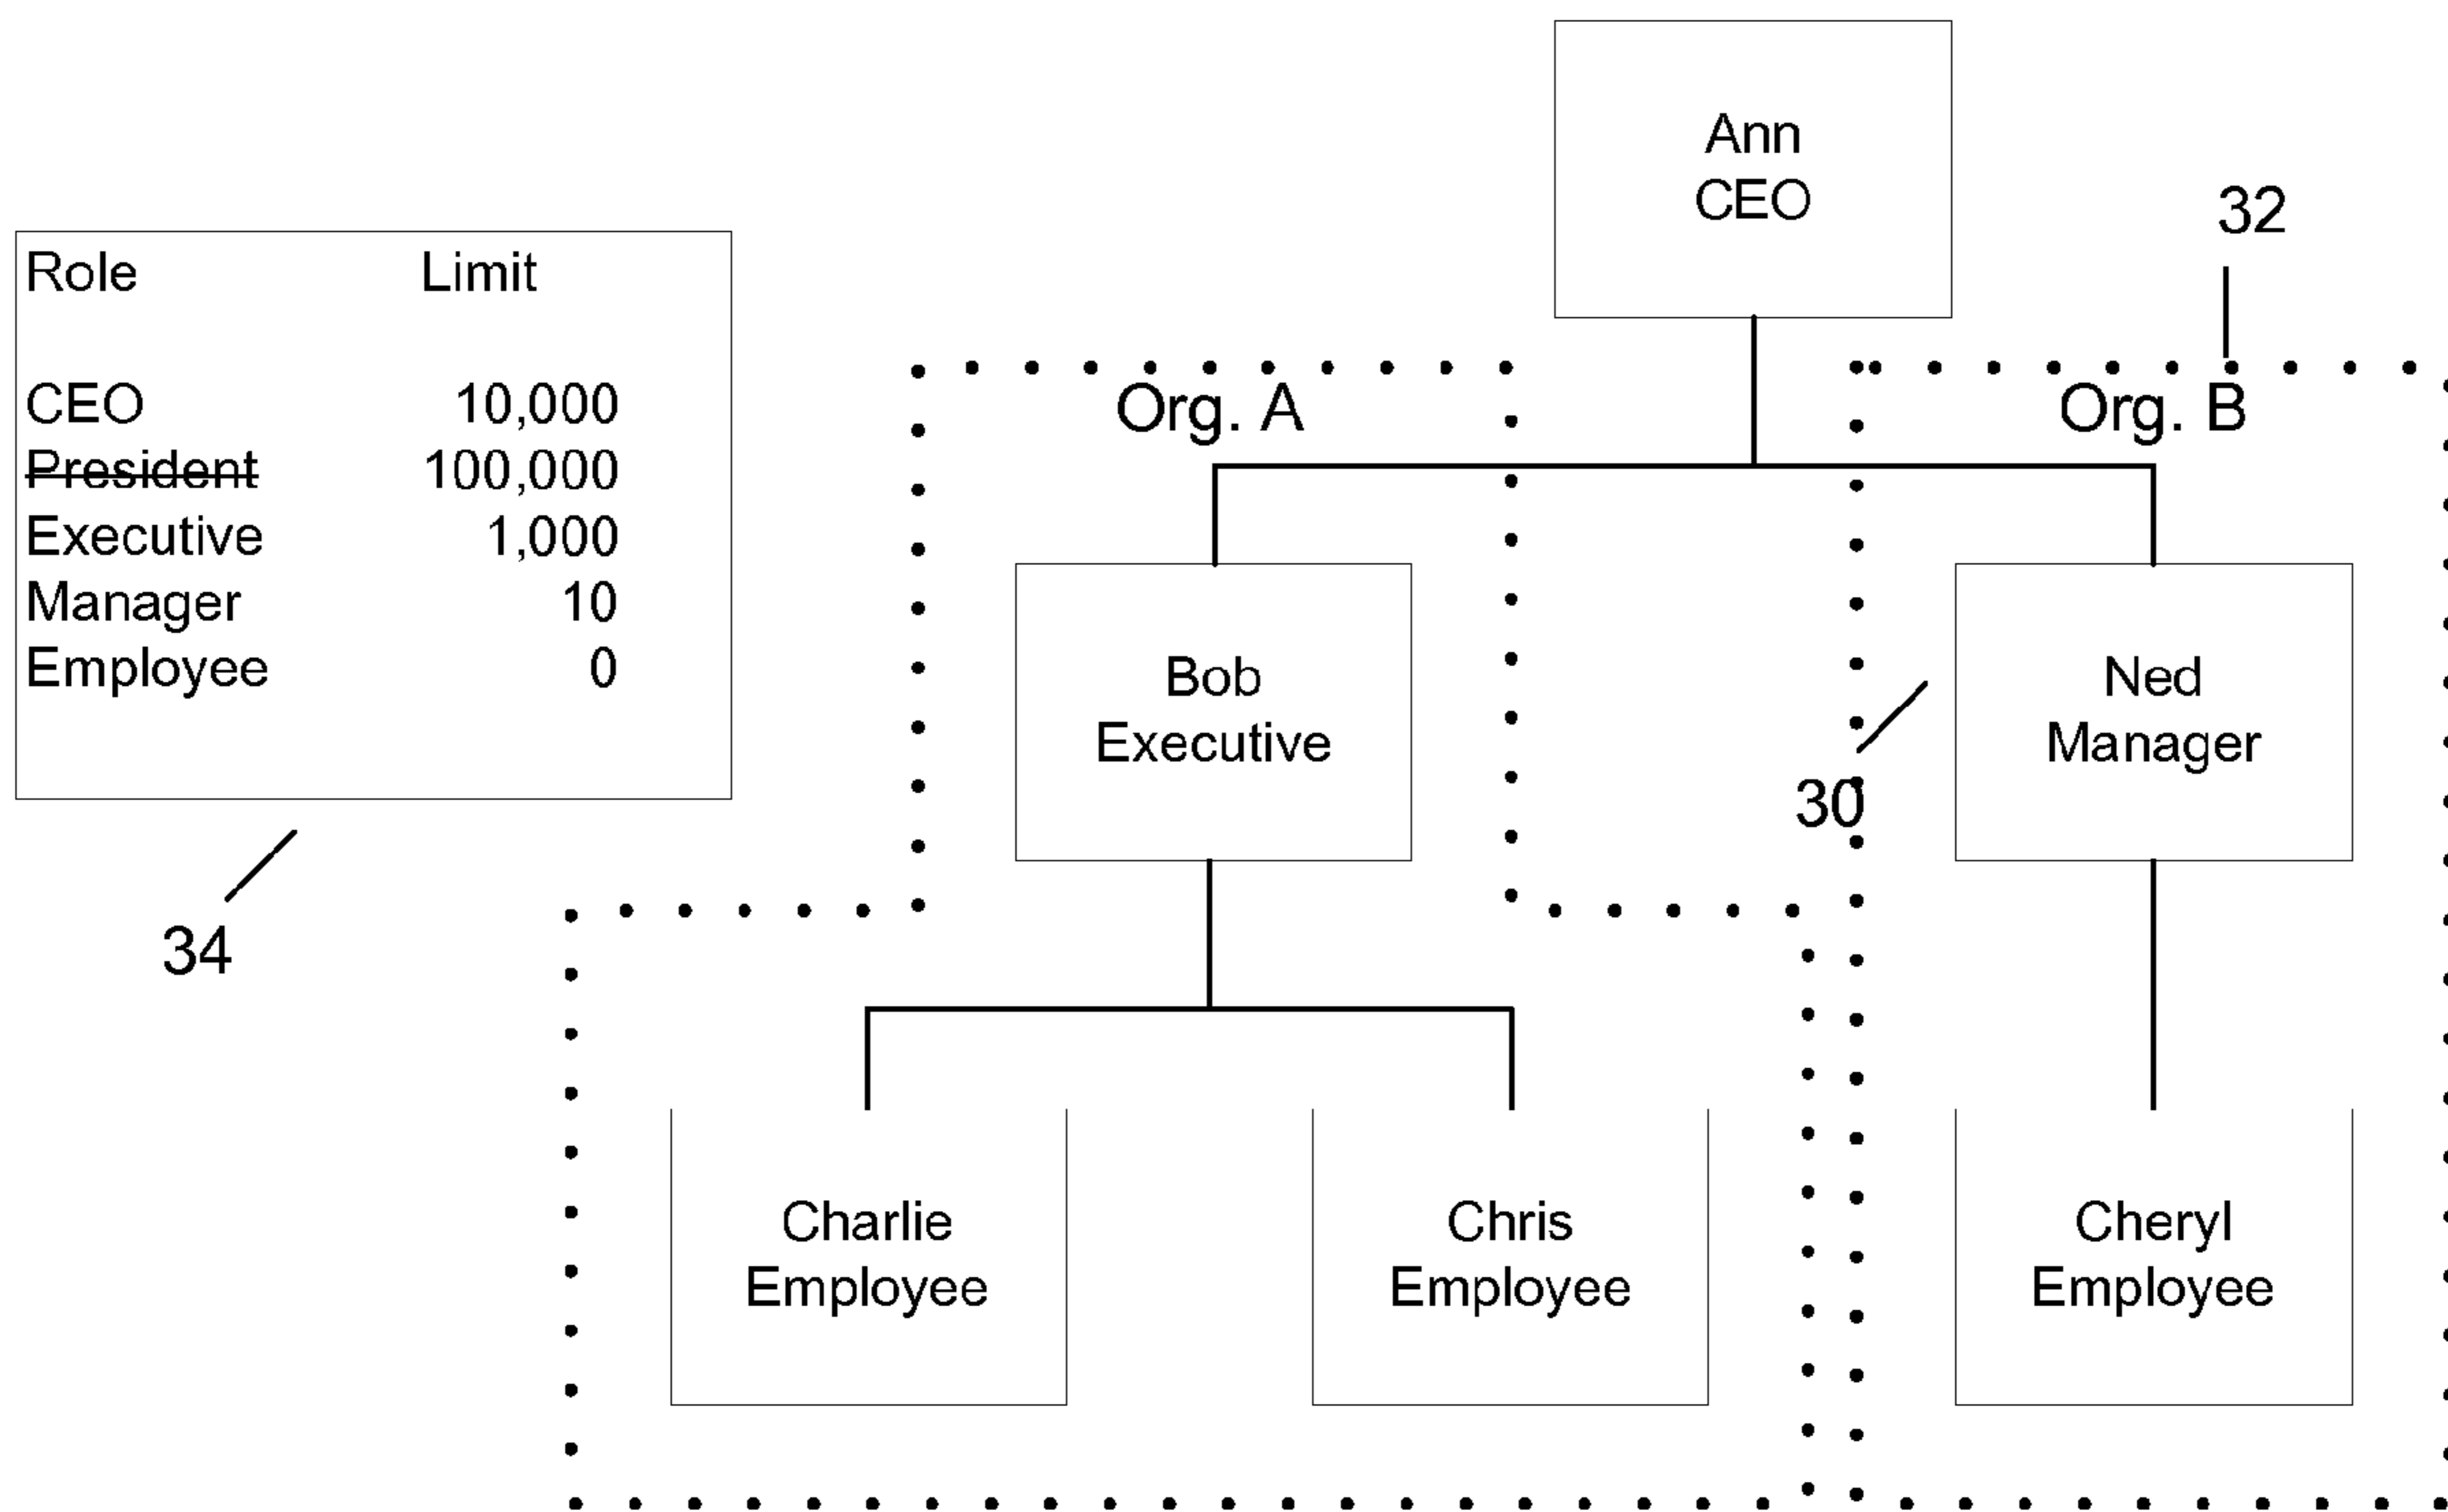 Ann
CEO
32
Role Limit
CEO 10,000
President 100,000
Executive 1,000
Manager 10
Employee 0
Org. A
Org. B
Bob
Executive
Ned
Manager
30
34
Charlie
Employee
Chris
Employee
Cheryl
Employee